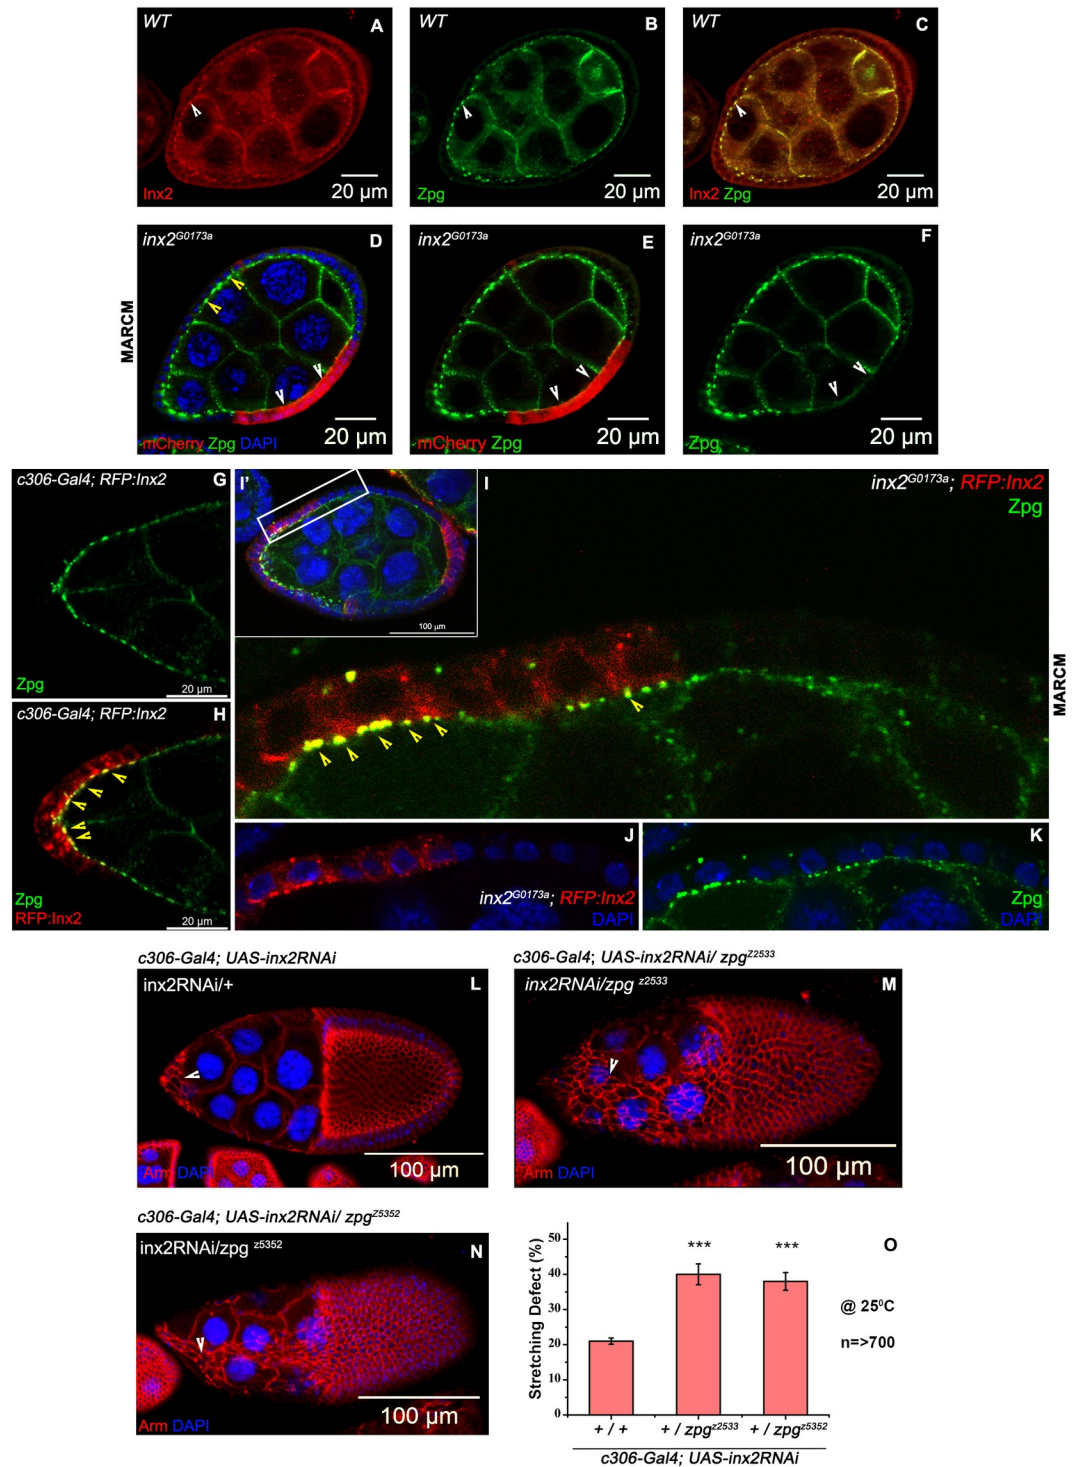 WT A
20 µm
Inx2
WT B
20 µm
Zpg
WT C
20 µm
Inx2 Zpg
MARCM
inx2G0173a D
20 µm
mCherry Zpg DAPI
inx2G0173a E
20 µm
mCherry Zpg
inx2G0173a F
20 µm
Zpg
c306-Gal4; RFP:Inx2 G
Zpg
20 µm
c306-Gal4; RFP:Inx2 H
Zpg
RFP:Inx2
20 µm
I'
100 µm
I
inx2G0173a; RFP:Inx2
Zpg
MARCM
J
inx2G0173a; RFP:Inx2
DAPI
K
Zpg
DAPI
c306-Gal4; UAS-inx2RNAi
inx2RNAi/+ L
100 µm
Arm DAPI
c306-Gal4; UAS-inx2RNAi/ zpgZ2533
inx2RNAi/zpg z2533 M
100 µm
Arm DAPI
c306-Gal4; UAS-inx2RNAi/ zpgZ5352
inx2RNAi/zpg z5352 N
100 µm
Arm DAPI
O
Stretching Defect (%)
50
40
30
20
10
0
*** ***
@ 25⁰C
n=>700
+ / + + / zpgz2533 + / zpgz5352
c306-Gal4; UAS-inx2RNAi